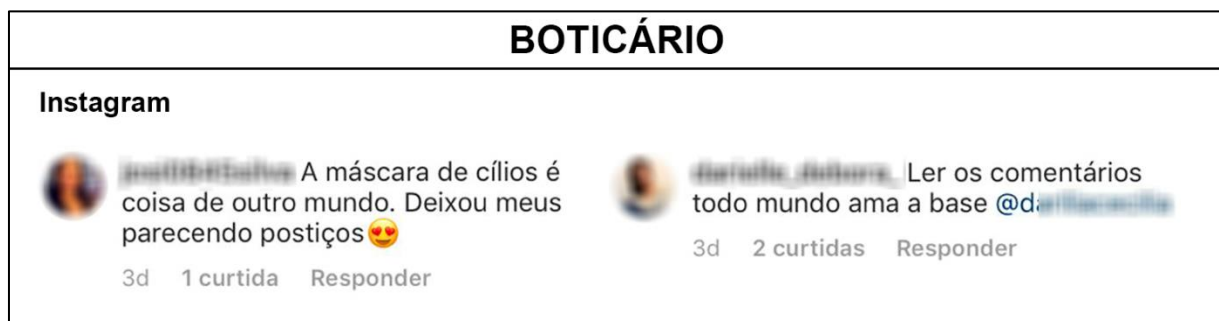 BOTICÁRIO
Instagram
A máscara de cílios é
coisa de outro mundo. Deixou meus
parecendo postiços😍
3d 1 curtida Responder
Ler os comentários
todo mundo ama a base
3d 2 curtidas Responder